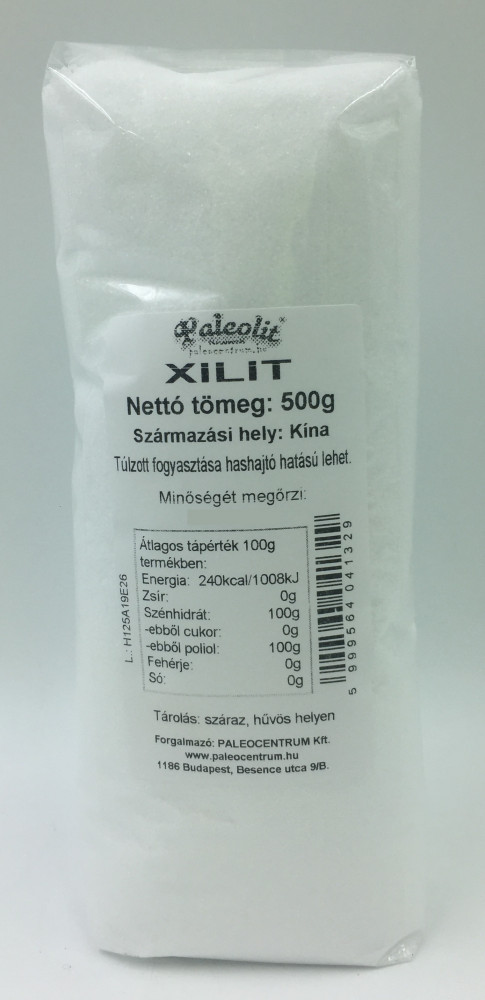 Paleolit®
paleocentrum.hu
XILIT
Nettó tömeg: 500g
Származási hely: Kína
Túlzott fogyasztása hashajtó hatású lehet.
Minőségét megőrzi:
Átlagos tápérték 100g
termékben:
Energia: 240kcal/1008kJ
Zsír: 0g
Szénhidrát: 100g
-ebből cukor: 0g
-ebből poliol: 100g
Fehérje: 0g
Só: 0g
L.: H125A19E26
5 999564 041329
Tárolás: száraz, hűvös helyen
Forgalmazó: PALEOCENTRUM Kft.
www.paleocentrum.hu
1186 Budapest, Besence utca 9/B.